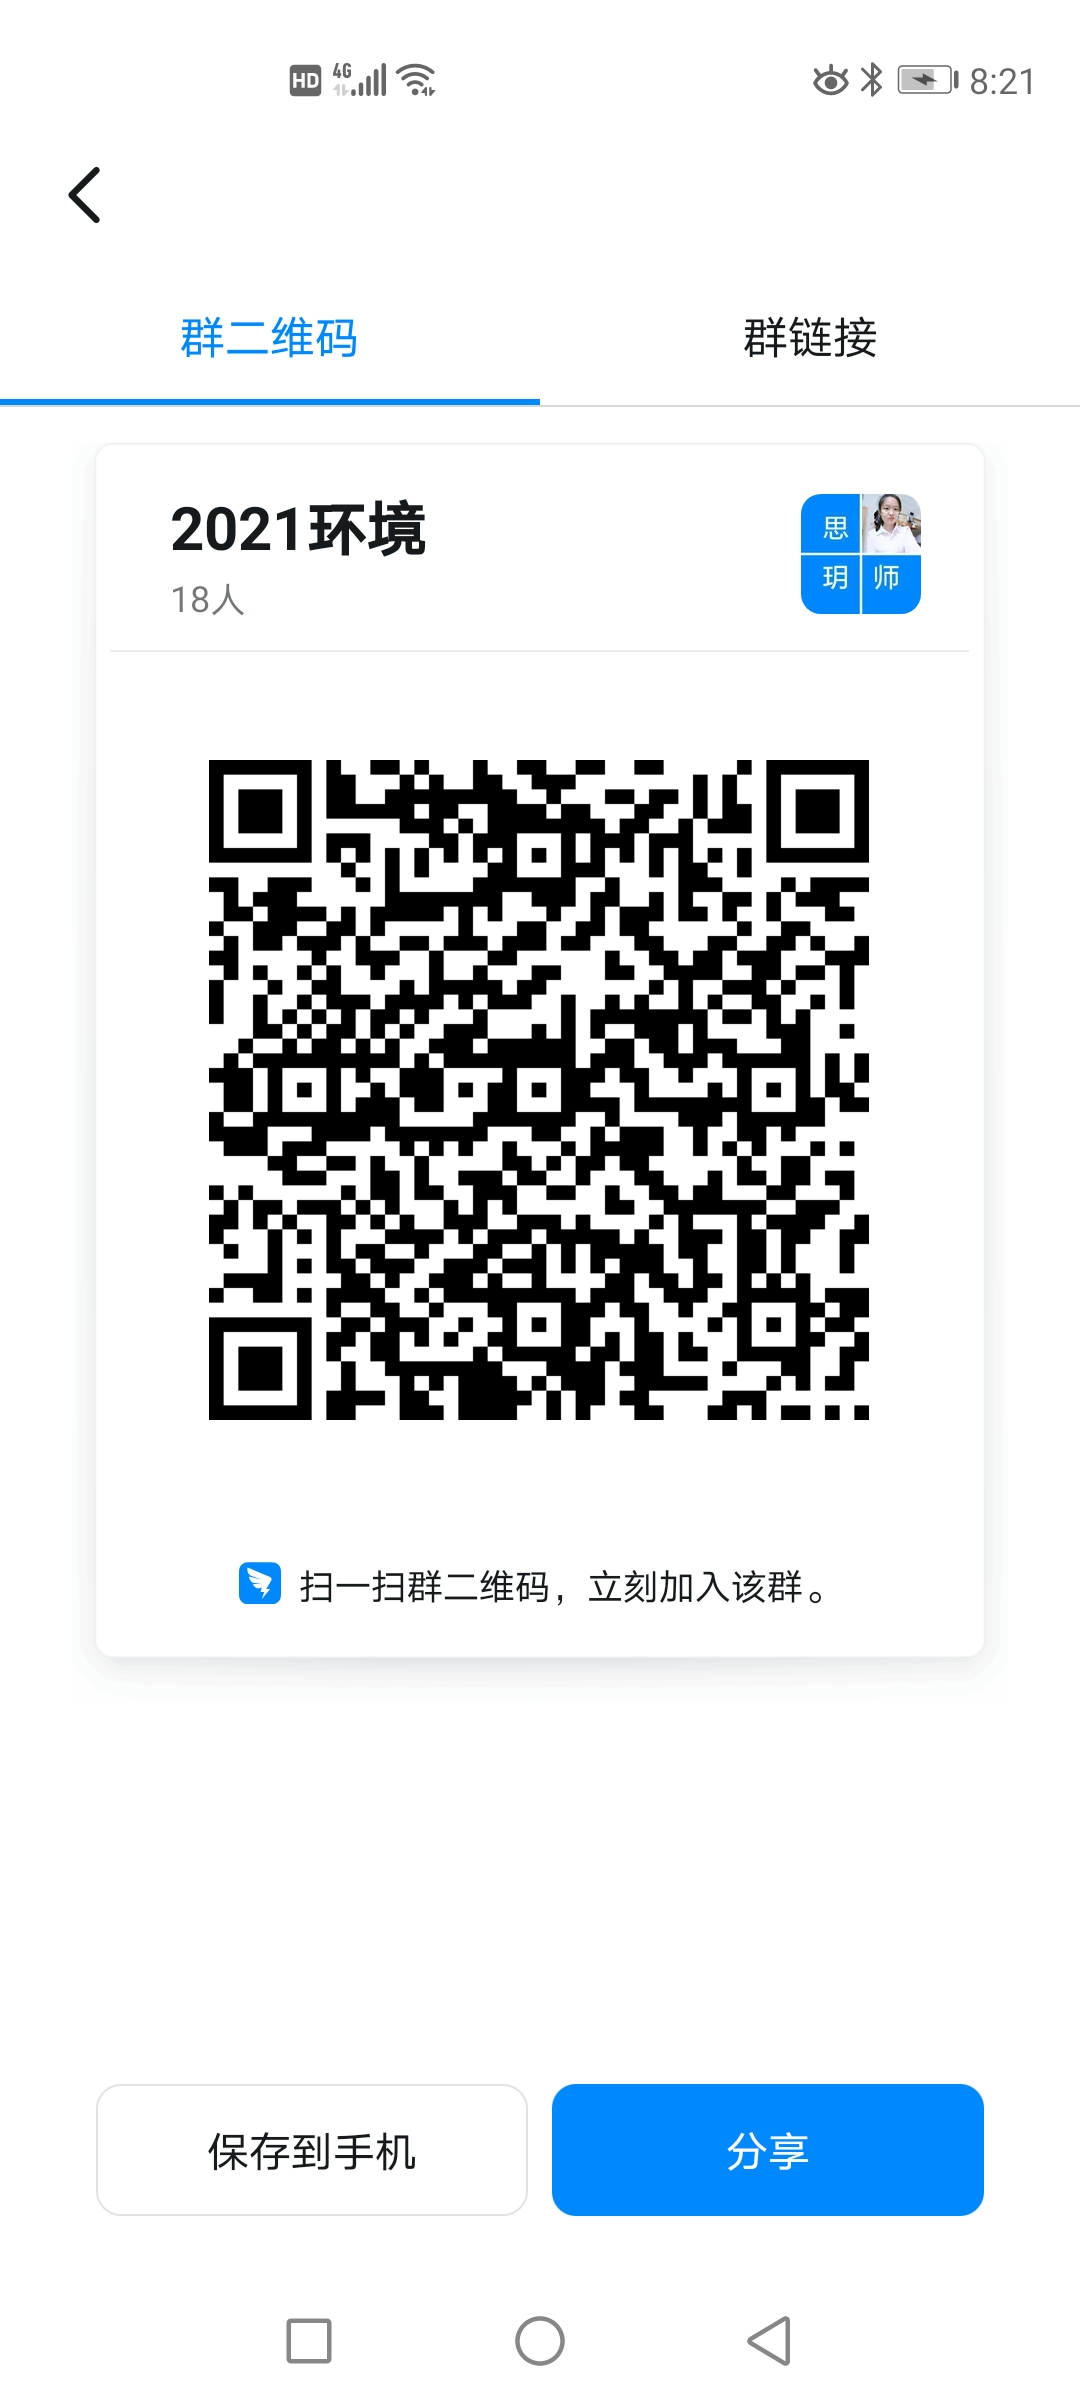 HD 4G 8:21
群二维码 群链接
2021环境
18人
思
玥 师
扫一扫群二维码，立刻加入该群。
保存到手机 分享